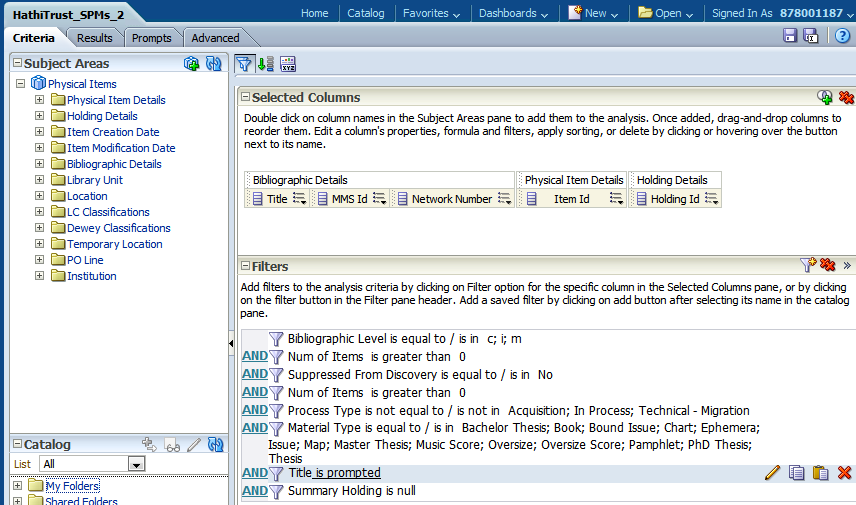 HathiTrust_SPMs_2
Home Catalog Favorites Dashboards New Open Signed In As 878001187
Criteria Results Prompts Advanced
Subject Areas
Physical Items
Physical Item Details
Holding Details
Item Creation Date
Item Modification Date
Bibliographic Details
Library Unit
Location
LC Classifications
Dewey Classifications
Temporary Location
PO Line
Institution
Catalog
List All
My Folders
Shared Folders
XYZ
Selected Columns
Double click on column names in the Subject Areas pane to add them to the analysis. Once added, drag-and-drop columns to
reorder them. Edit a column's properties, formula and filters, apply sorting, or delete by clicking or hovering over the button
next to its name.
Bibliographic Details Physical Item Details Holding Details
Title MMS Id Network Number Item Id Holding Id
Filters
Add filters to the analysis criteria by clicking on Filter option for the specific column in the Selected Columns pane, or by clicking
on the filter button in the Filter pane header. Add a saved filter by clicking on add button after selecting its name in the catalog
pane.
Bibliographic Level is equal to / is in c; i; m
AND Num of Items is greater than 0
AND Suppressed From Discovery is equal to / is in No
AND Num of Items is greater than 0
AND Process Type is not equal to / is not in Acquisition; In Process; Technical - Migration
AND Material Type is equal to / is in Bachelor Thesis; Book; Bound Issue; Chart; Ephemera;
Issue; Map; Master Thesis; Music Score; Oversize; Oversize Score; Pamphlet; PhD Thesis;
Thesis
AND Title is prompted
AND Summary Holding is null